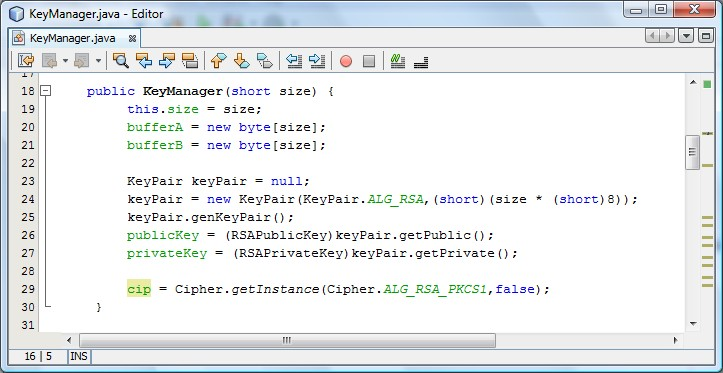 KeyManager.java - Editor
KeyManager.java
17
18 public KeyManager(short size) {
19 this.size = size;
20 bufferA = new byte[size];
21 bufferB = new byte[size];
22
23 KeyPair keyPair = null;
24 keyPair = new KeyPair(KeyPair.ALG_RSA,(short)(size * (short)8));
25 keyPair.genKeyPair();
26 publicKey = (RSAPublicKey)keyPair.getPublic();
27 privateKey = (RSAPrivateKey)keyPair.getPrivate();
28
29 cip = Cipher.getInstance(Cipher.ALG_RSA_PKCS1,false);
30 }
31
16 | 5 INS